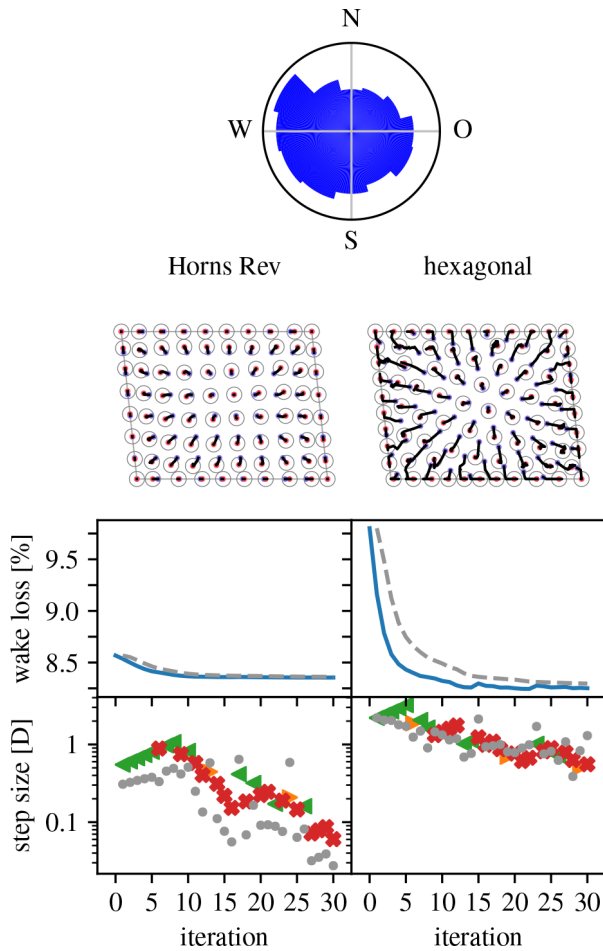 N
W O
S
Horns Rev hexagonal
wake loss [%]
9.5
9.0
8.5
step size [D]
1
0.1
0 5 10 15 20 25 30 0 5 10 15 20 25 30
iteration iteration